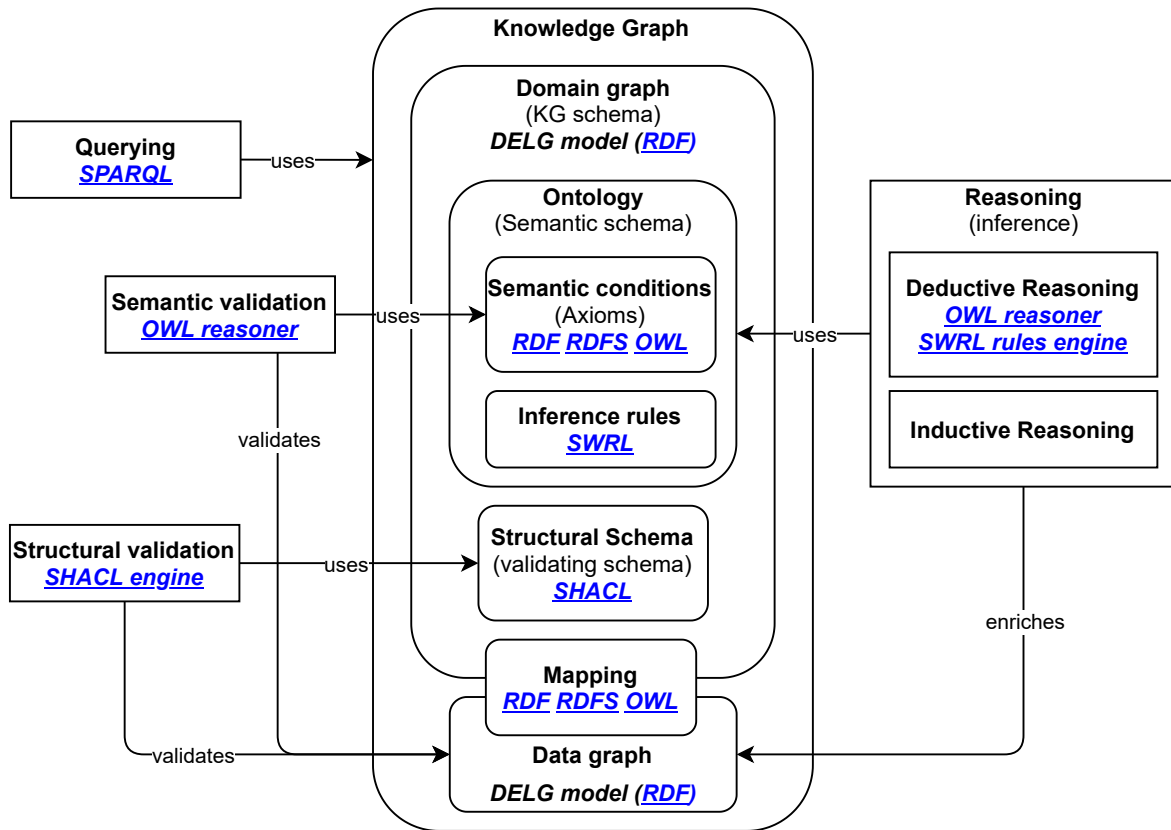 Knowledge Graph
Domain graph
(KG schema)
DELG model (RDF)
Querying
SPARQL
uses
Ontology
(Semantic schema)
Semantic conditions
(Axioms)
RDF RDFS OWL
Inference rules
SWRL
Semantic validation
OWL reasoner
uses
validates
Reasoning
(inference)
Deductive Reasoning
OWL reasoner
SWRL rules engine
Inductive Reasoning
uses
enriches
Structural validation
SHACL engine
uses
validates
Structural Schema
(validating schema)
SHACL
Mapping
RDF RDFS OWL
Data graph
DELG model (RDF)